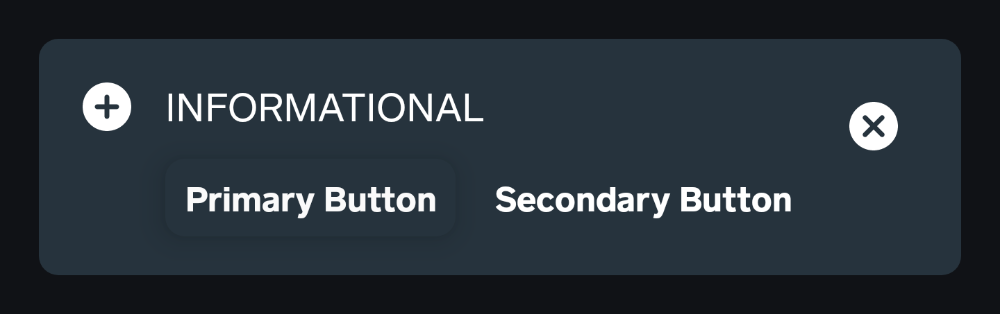 INFORMATIONAL
Primary Button Secondary Button